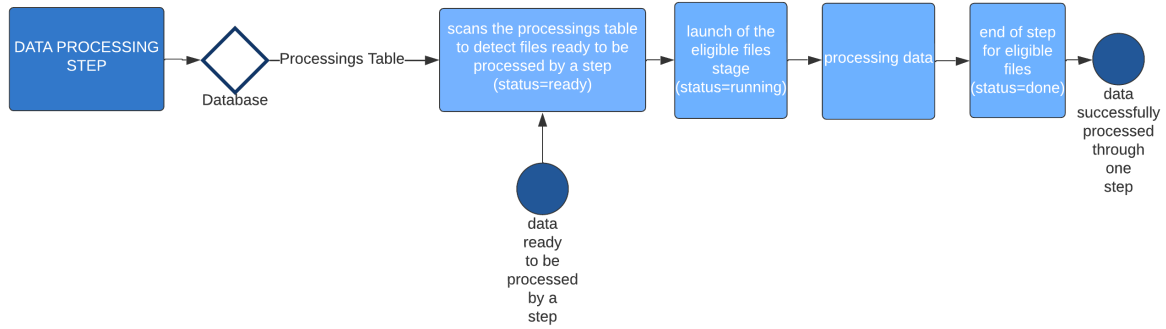 DATA PROCESSING
STEP
Database
Processings Table
scans the processings table
to detect files ready to be
processed by a step
(status=ready)
launch of the
eligible files
stage
(status=running)
processing data
end of step
for eligible
files
(status=done)
data
successfully
processed
through
one
step
data
ready
to be
processed
by a
step